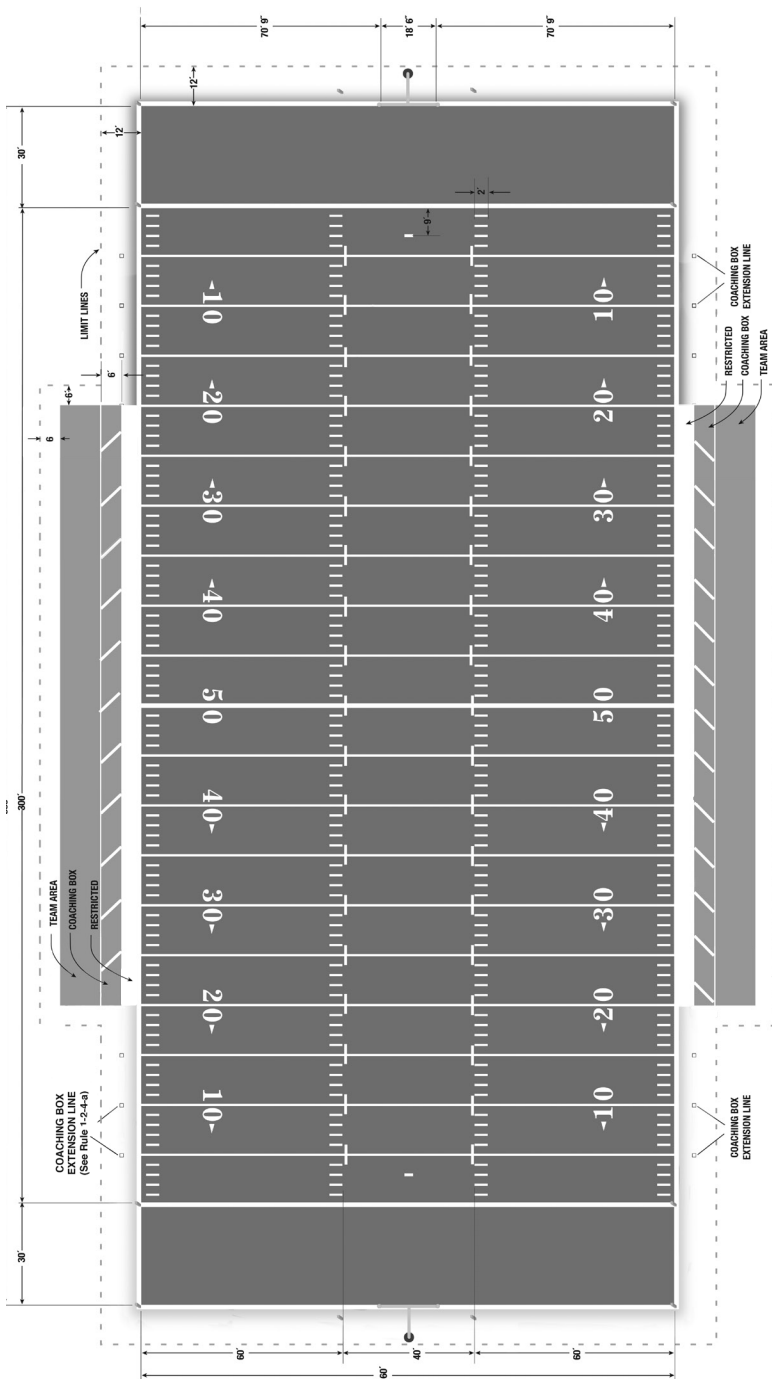 70´ 9˝
18´ 6˝
70´ 9˝
12´
12´
30´
2´
9´
LIMIT LINES
COACHING BOX
EXTENSION LINE
10
10
6´
6´
6
RESTRICTED
COACHING BOX
TEAM AREA
20
20
30
30
40
40
50
50
300´
40
40
TEAM AREA
COACHING BOX
RESTRICTED
30
30
20
20
COACHING BOX
EXTENSION LINE
(See Rule 1-2-4-a)
10
10
COACHING BOX
EXTENSION LINE
30´
60´
40´
60´
60´